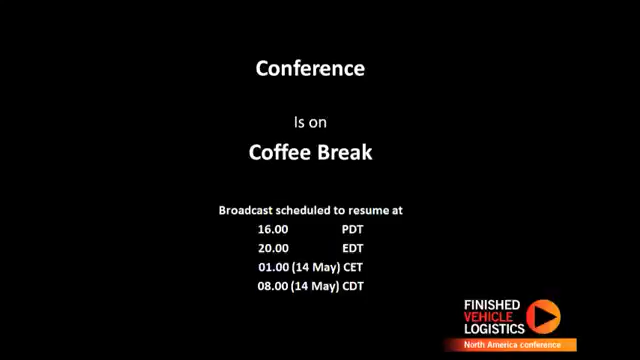 Conference
Is on
Coffee Break
Broadcast scheduled to resume at
16.00 PDT
20.00 EDT
01.00 (14 May) CET
08.00 (14 May) CDT
FINISHED
VEHICLE
LOGISTICS
North America conference